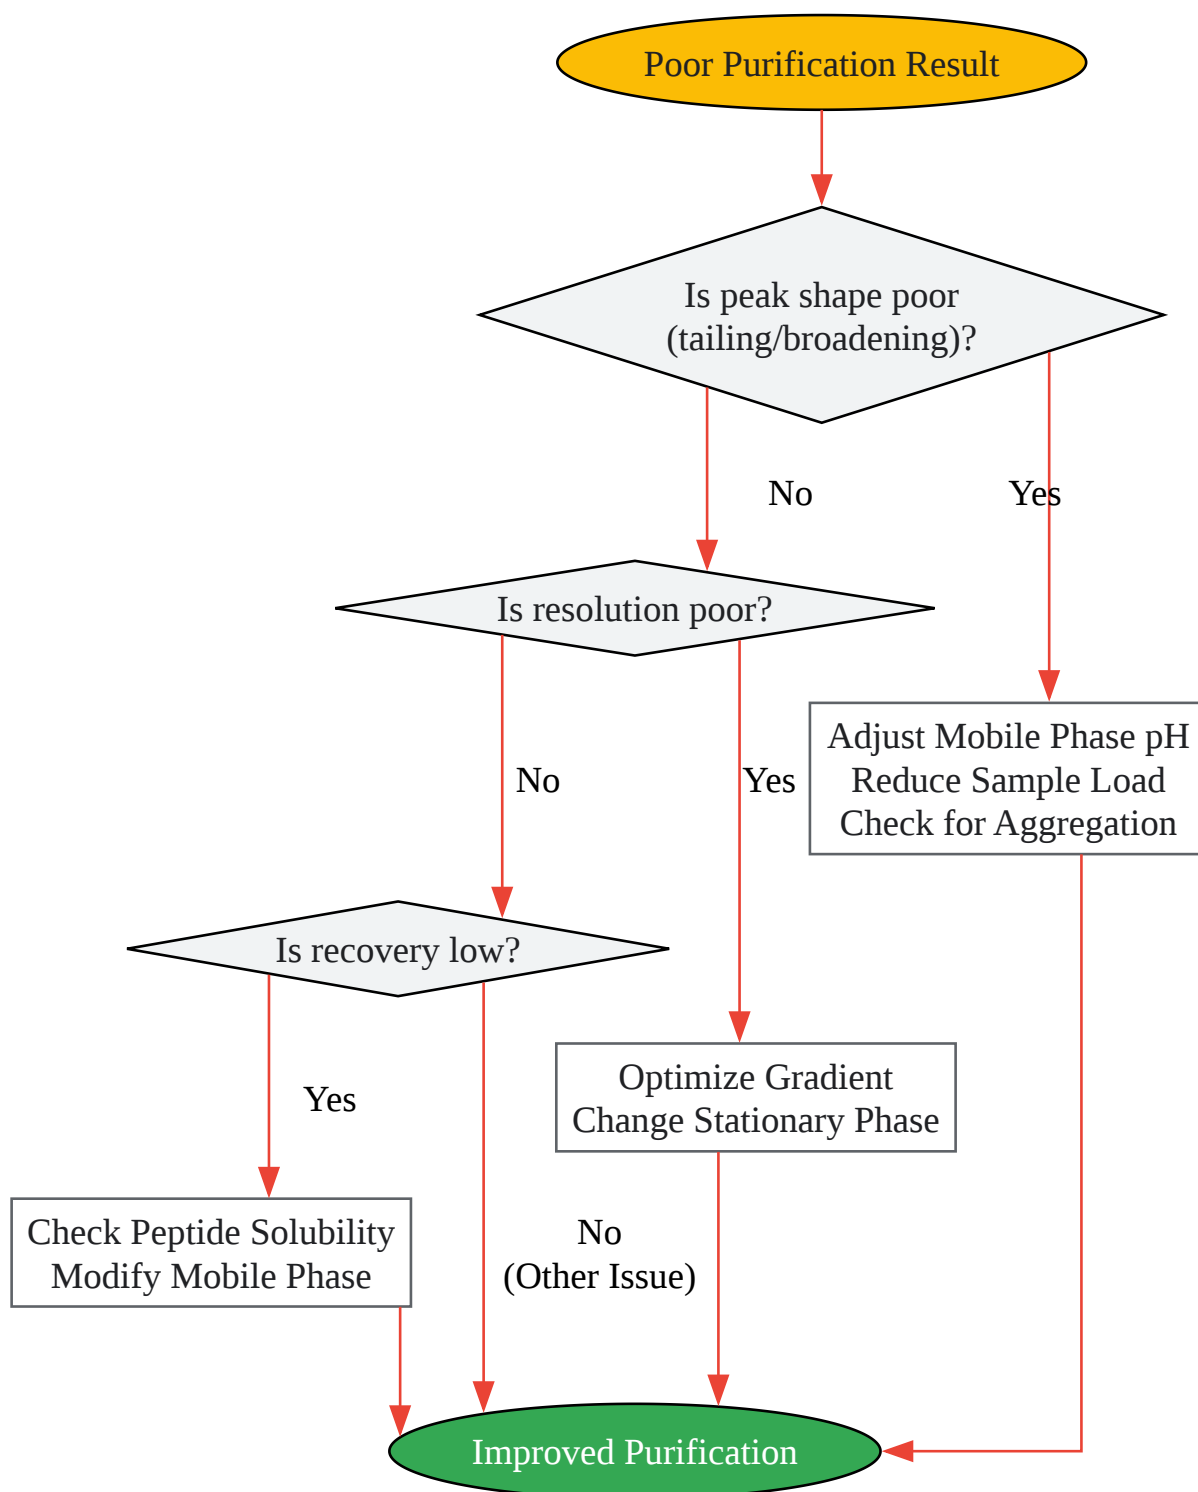 Poor Purification Result
Is peak shape poor
(tailing/broadening)?
No
Yes
Is resolution poor?
Adjust Mobile Phase pH
Reduce Sample Load
Check for Aggregation
No
Yes
Is recovery low?
Optimize Gradient
Change Stationary Phase
Yes
Check Peptide Solubility
Modify Mobile Phase
No
(Other Issue)
Improved Purification